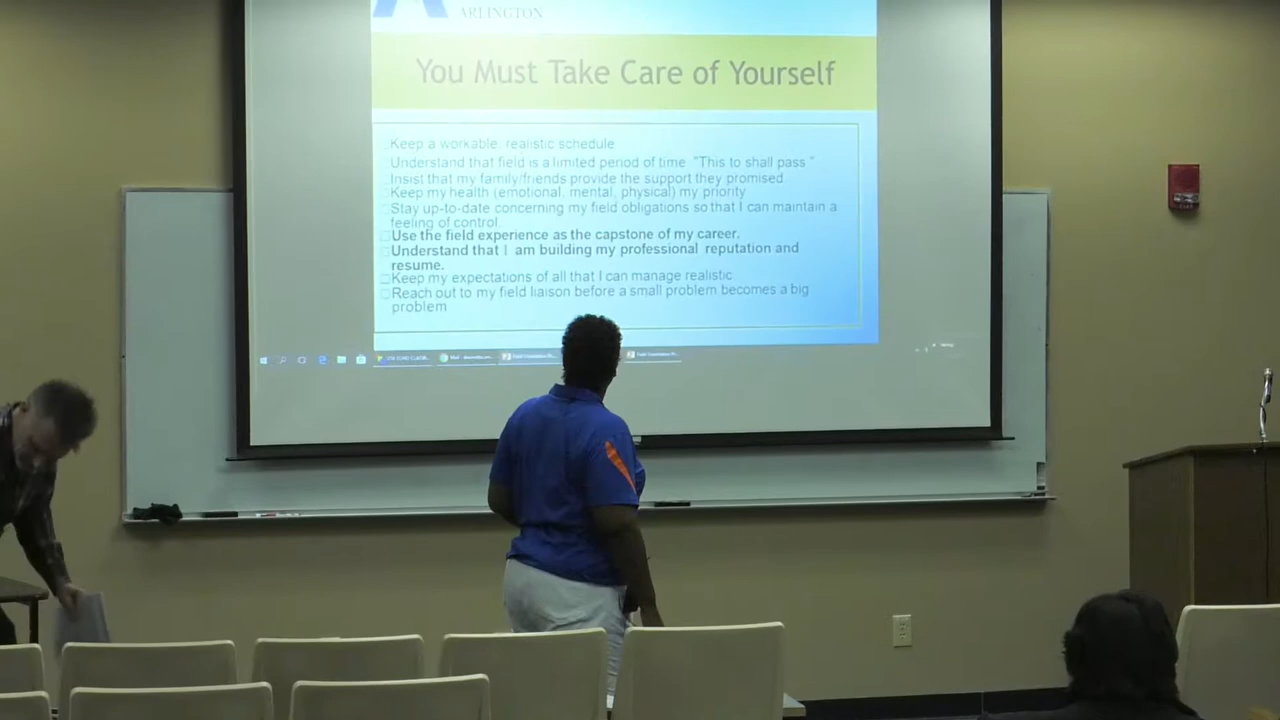 ARLINGTON
You Must Take Care of Yourself
Keep a workable, realistic schedule
Understand that field is a limited period of time. "This to shall pass."
Insist that my family/friends provide the support they promised
Keep my health (emotional, mental, physical) my priority
Stay up-to-date concerning my field obligations so that I can maintain a
feeling of control.
Use the field experience as the capstone of my career.
Understand that I am building my professional reputation and
resume.
Keep my expectations of all that I can manage realistic
Reach out to my field liaison before a small problem becomes a big
problem